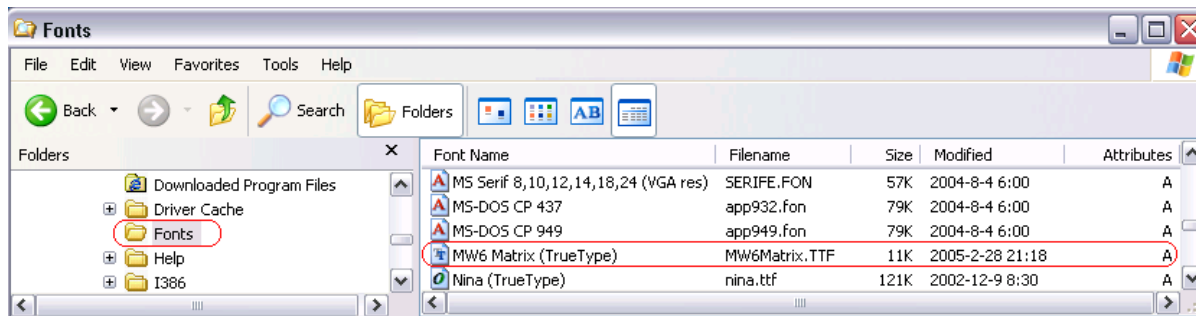 Fonts
File Edit View Favorites Tools Help
Back Search Folders AB
Folders x Font Name Filename Size Modified Attributes
Downloaded Program Files MS Serif 8,10,12,14,18,24 (VGA res) SERIFE.FON 57K 2004-8-4 6:00 A
Driver Cache MS-DOS CP 437 app932.fon 79K 2004-8-4 6:00 A
Fonts MS-DOS CP 949 app949.fon 79K 2004-8-4 6:00 A
Help MW6 Matrix (TrueType) MW6Matrix.TTF 11K 2005-2-28 21:18 A
I386 Nina (TrueType) nina.ttf 121K 2002-12-9 8:30 A